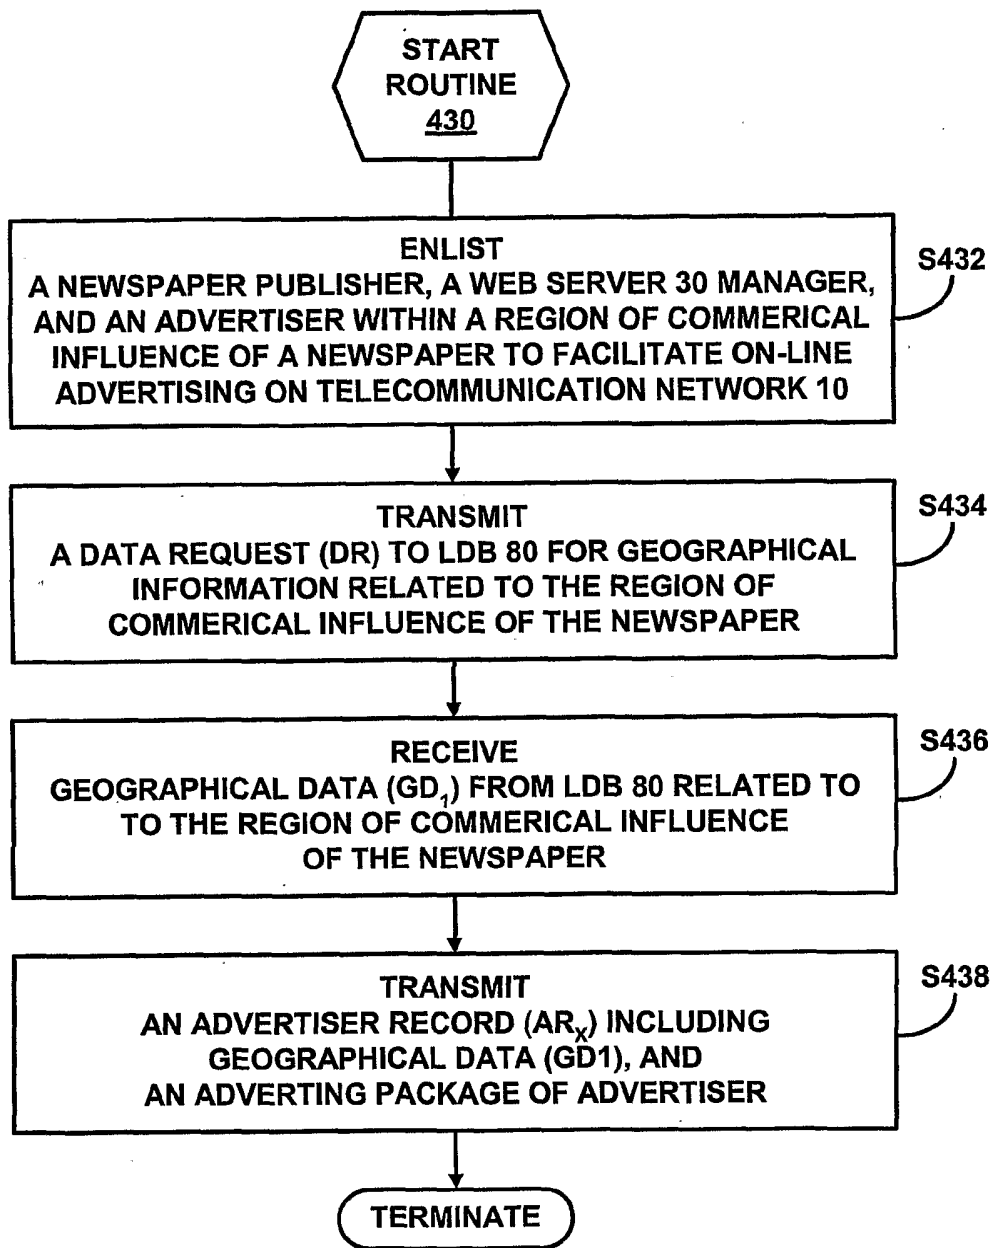 START
ROUTINE
430
ENLIST
A NEWSPAPER PUBLISHER, A WEB SERVER 30 MANAGER,
AND AN ADVERTISER WITHIN A REGION OF COMMERICAL
INFLUENCE OF A NEWSPAPER TO FACILITATE ON-LINE
ADVERTISING ON TELECOMMUNICATION NETWORK 10
S432
TRANSMIT
A DATA REQUEST (DR) TO LDB 80 FOR GEOGRAPHICAL
INFORMATION RELATED TO THE REGION OF
COMMERICAL INFLUENCE OF THE NEWSPAPER
S434
RECEIVE
GEOGRAPHICAL DATA (GD1) FROM LDB 80 RELATED TO
TO THE REGION OF COMMERICAL INFLUENCE
OF THE NEWSPAPER
S436
TRANSMIT
AN ADVERTISER RECORD (ARX) INCLUDING
GEOGRAPHICAL DATA (GD1), AND
AN ADVERTING PACKAGE OF ADVERTISER
S438
TERMINATE